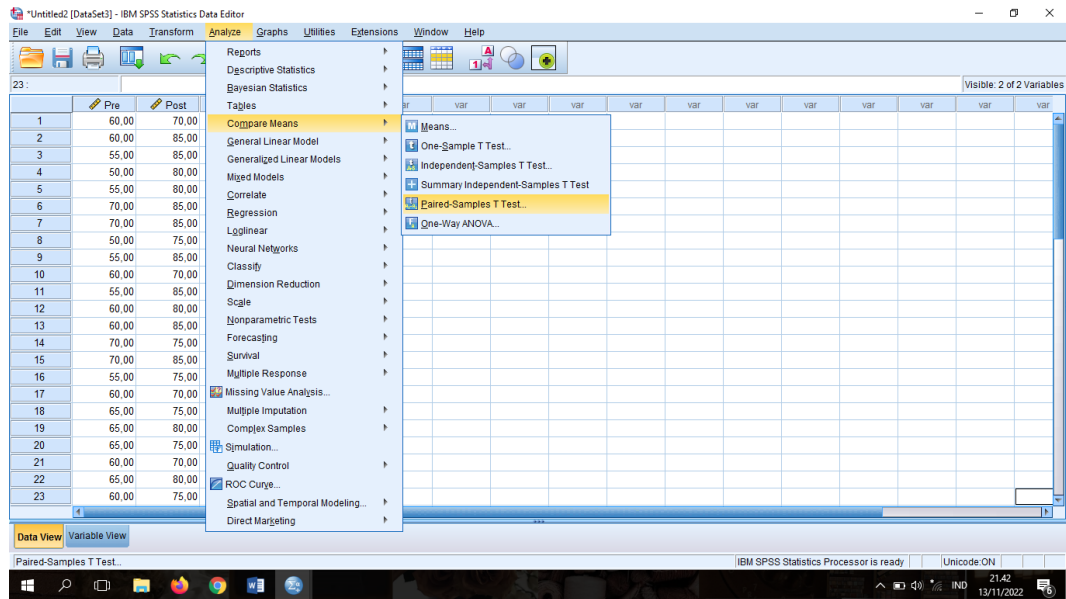 *Untitled2 [DataSet3] - IBM SPSS Statistics Data Editor
File Edit View Data Transform Analyze Graphs Utilities Extensions Window Help
23 :
Visible: 2 of 2 Variables
Pre Post var var var var var var var var var var var
1 60,00 70,00
2 60,00 85,00
3 55,00 85,00
4 50,00 80,00
5 55,00 80,00
6 70,00 85,00
7 70,00 85,00
8 50,00 75,00
9 55,00 85,00
10 60,00 70,00
11 55,00 85,00
12 60,00 80,00
13 60,00 85,00
14 70,00 75,00
15 70,00 85,00
16 55,00 75,00
17 60,00 70,00
18 65,00 75,00
19 65,00 80,00
20 65,00 75,00
21 60,00 70,00
22 65,00 80,00
23 60,00 75,00
Reports
Descriptive Statistics
Bayesian Statistics
Tables
Compare Means
General Linear Model
Generalized Linear Models
Mixed Models
Correlate
Regression
Loglinear
Neural Networks
Classify
Dimension Reduction
Scale
Nonparametric Tests
Forecasting
Survival
Multiple Response
Missing Value Analysis...
Multiple Imputation
Complex Samples
Simulation...
Quality Control
ROC Curve...
Spatial and Temporal Modeling...
Direct Marketing
Means...
One-Sample T Test...
Independent-Samples T Test...
Summary Independent-Samples T Test
Paired-Samples T Test...
One-Way ANOVA...
Data View Variable View
Paired-Samples T Test...
IBM SPSS Statistics Processor is ready
Unicode:ON
IND
21.42
13/11/2022
6